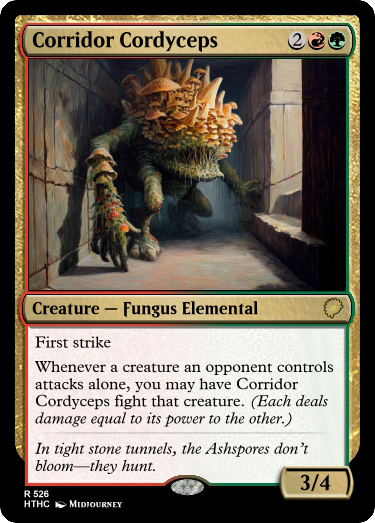 Corridor Cordyceps 2
Creature — Fungus Elemental
First strike
Whenever a creature an opponent controls
attacks alone, you may have Corridor
Cordyceps fight that creature. (Each deals
damage equal to its power to the other.)
In tight stone tunnels, the Ashspores don't
bloom—they hunt.
3/4
R 526
HTHC Midjourney